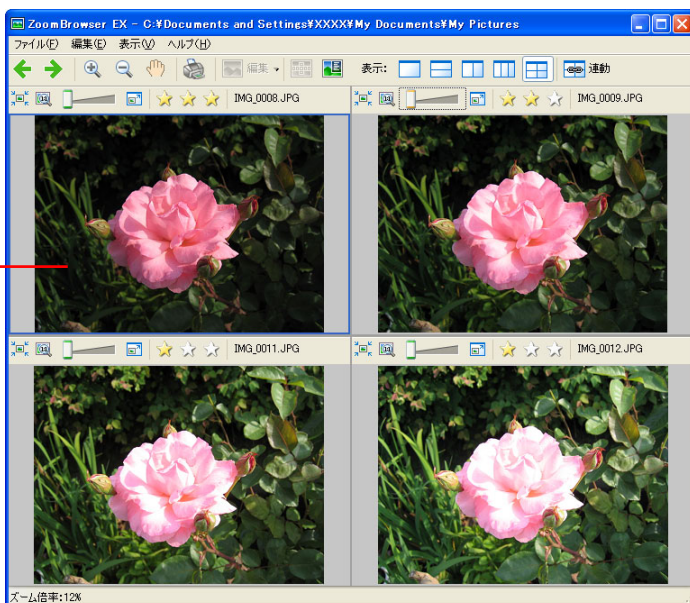 ZoomBrowser EX - C:¥Documents and Settings¥XXXX¥My Documents¥My Pictures
ファイル(F) 編集(E) 表示(V) ヘルプ(H)
編集 表示: 連動
IMG_0008.JPG IMG_0009.JPG
IMG_0011.JPG IMG_0012.JPG
ズーム倍率:12%